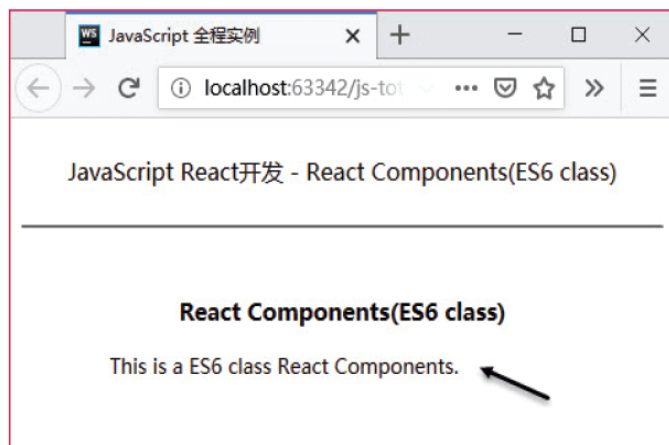 WS JavaScript 全程实例
localhost:63342/js-tot
JavaScript React开发 - React Components(ES6 class)
React Components(ES6 class)
This is a ES6 class React Components.